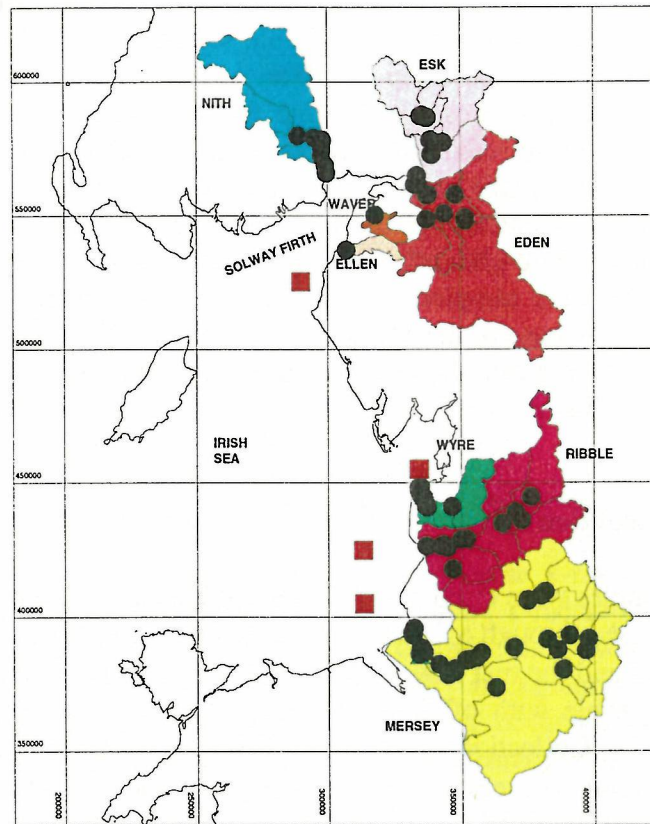 600000
ESK
NITH
WAVER
550000
SOLWAY FIRTH
EDEN
ELLEN
500000
IRISH
SEA
WYRE
RIBBLE
450000
400000
MERSEY
350000
200000
250000
300000
350000
400000